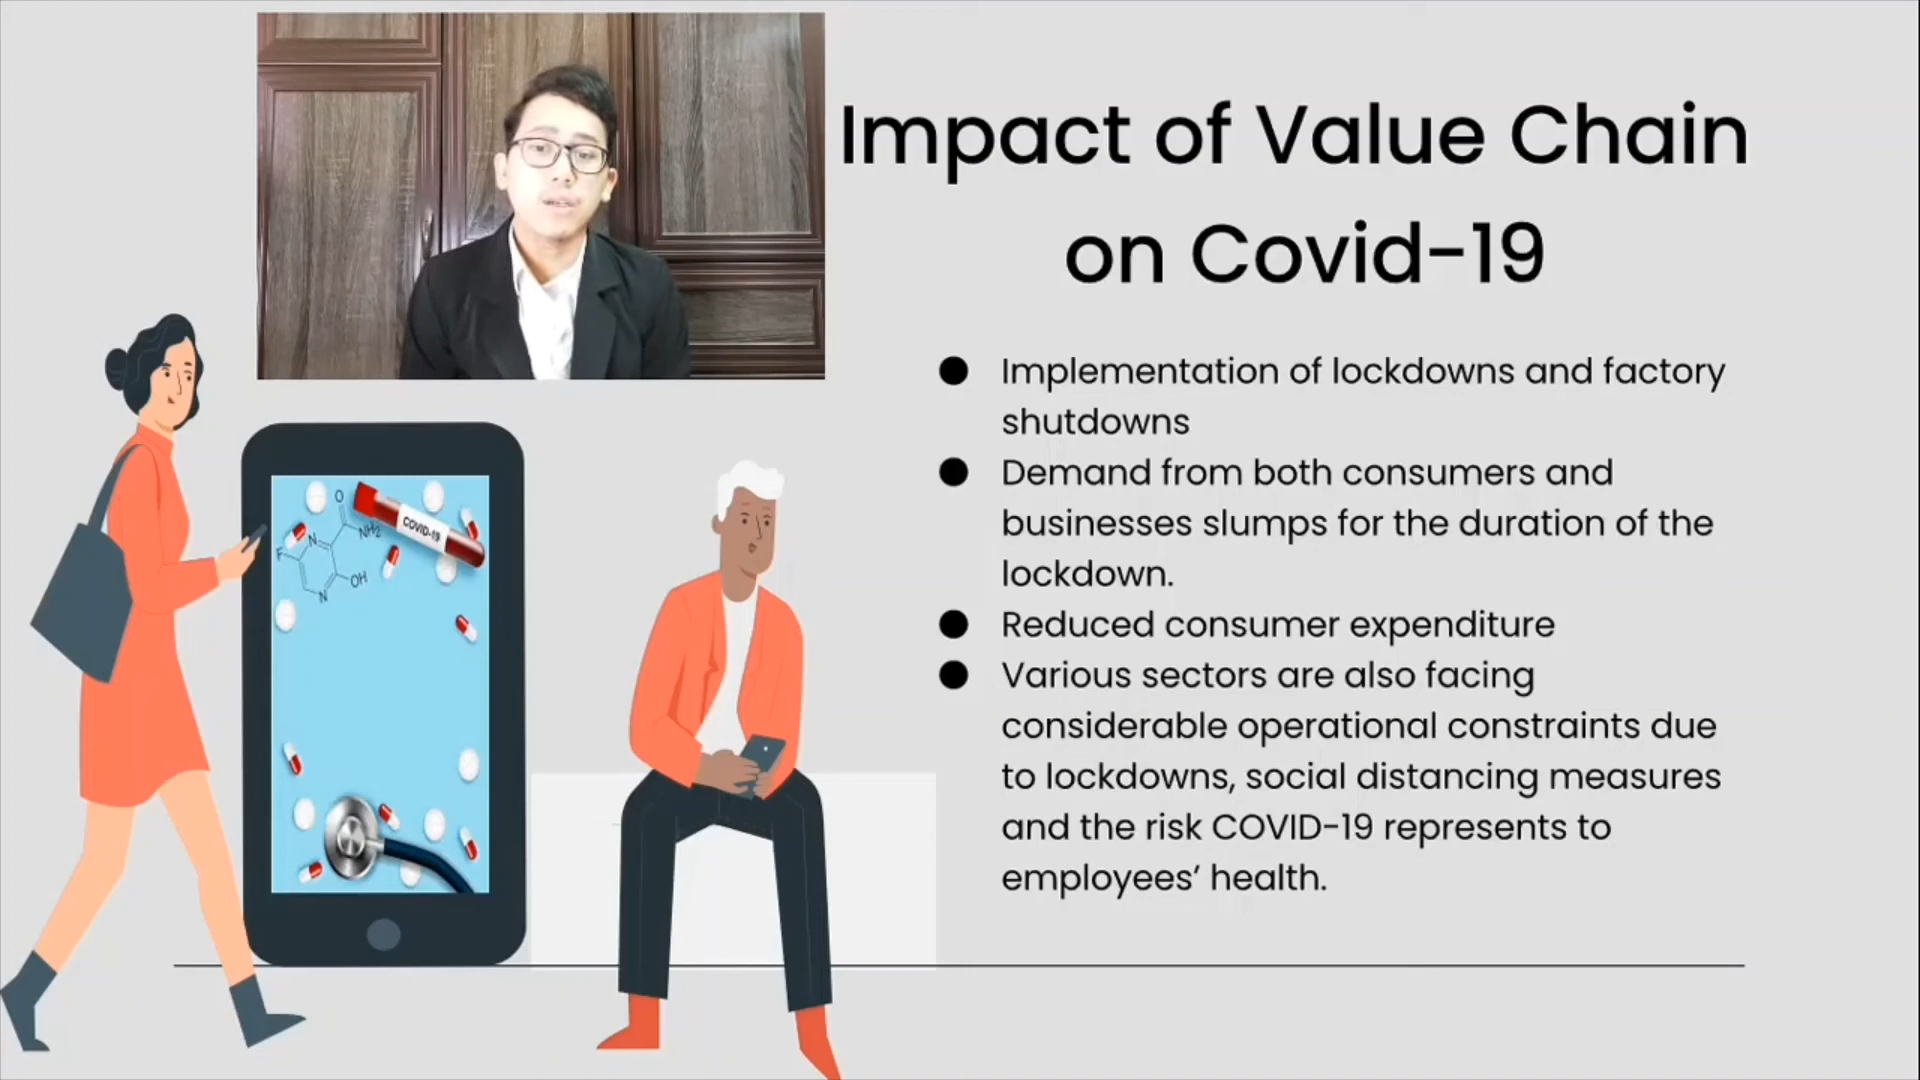 Impact of Value Chain
on Covid-19
Implementation of lockdowns and factory
shutdowns
Demand from both consumers and
businesses slumps for the duration of the
lockdown.
Reduced consumer expenditure
Various sectors are also facing
considerable operational constraints due
to lockdowns, social distancing measures
and the risk COVID-19 represents to
employees’ health.
COVID-19
O
NH2
N
F
OH
N